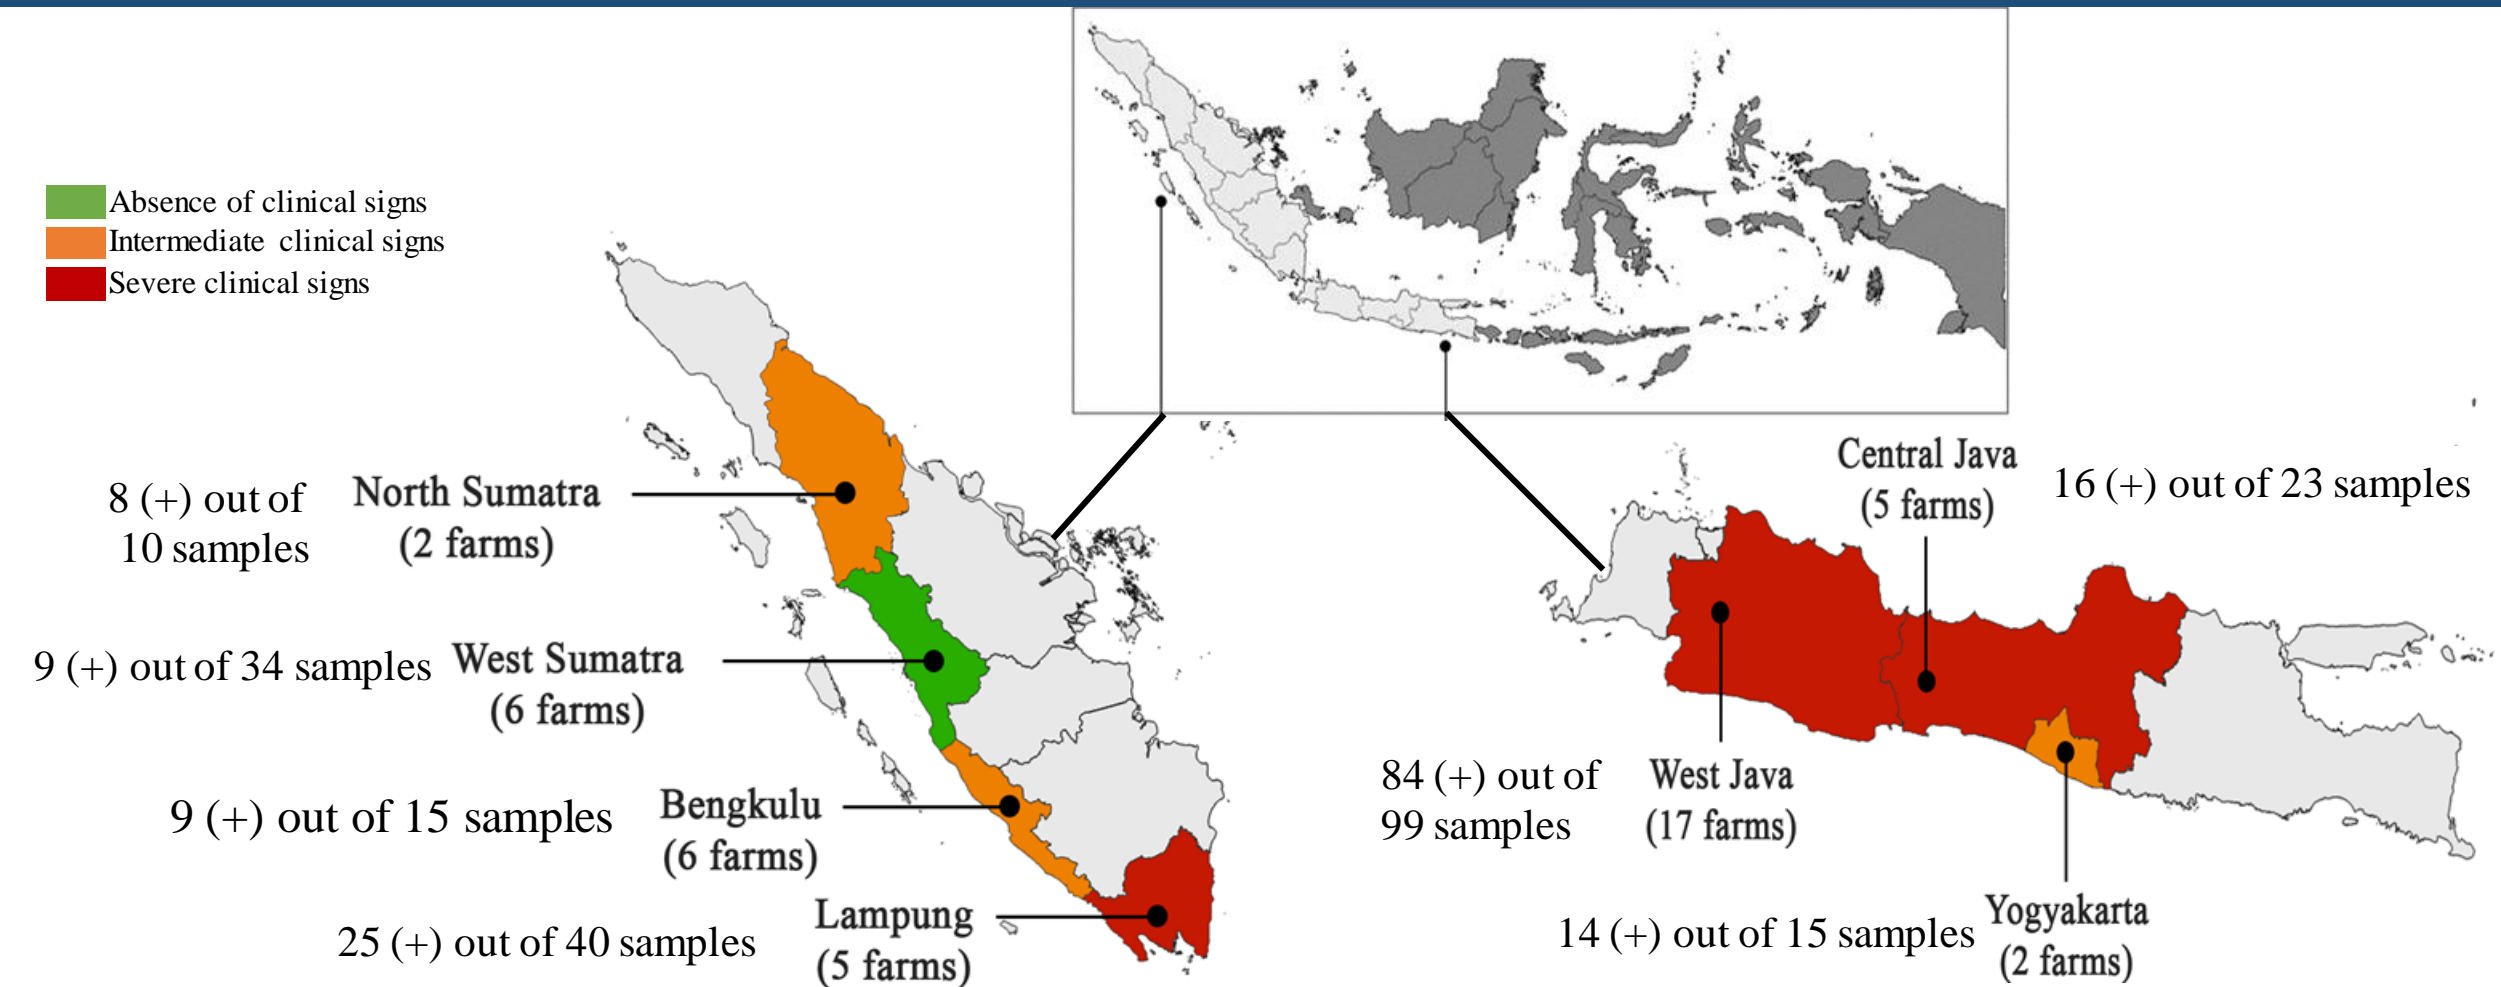 Absence of clinical signs
Intermediate clinical signs
Severe clinical signs
8 (+) out of
10 samples
North Sumatra
(2 farms)
9 (+) out of 34 samples
West Sumatra
(6 farms)
9 (+) out of 15 samples
Bengkulu
(6 farms)
25 (+) out of 40 samples
Lampung
(5 farms)
Central Java
(5 farms)
16 (+) out of 23 samples
84 (+) out of
99 samples
West Java
(17 farms)
14 (+) out of 15 samples
Yogyakarta
(2 farms)